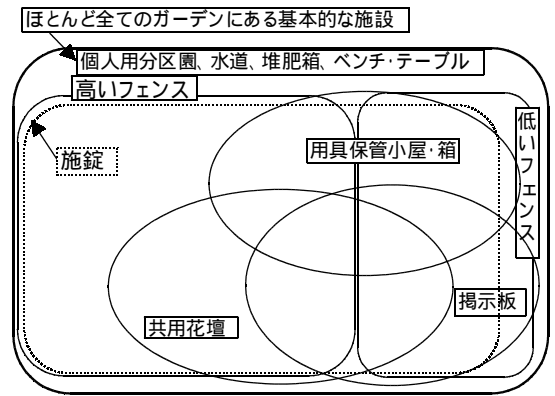 ほとんど全てのガーデンにある基本的な施設
個人用分区園、水道、堆肥箱、ベンチ・テーブル
高いフェンス
施錠
用具保管小屋・箱
低いフェンス
共用花壇
掲示板